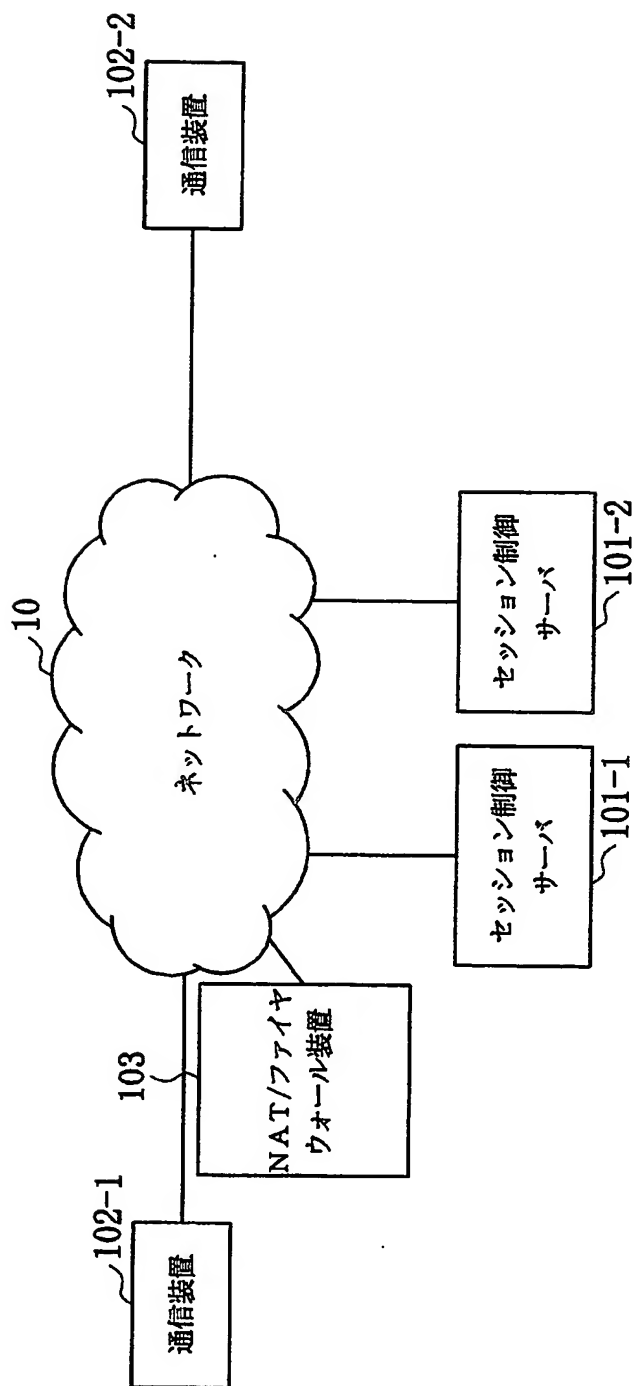 10
ネットワーク
102-1
通信装置
103
NAT/ファイヤ
ウォール装置
102-2
通信装置
セッション制御
サーバ
101-1
セッション制御
サーバ
101-2